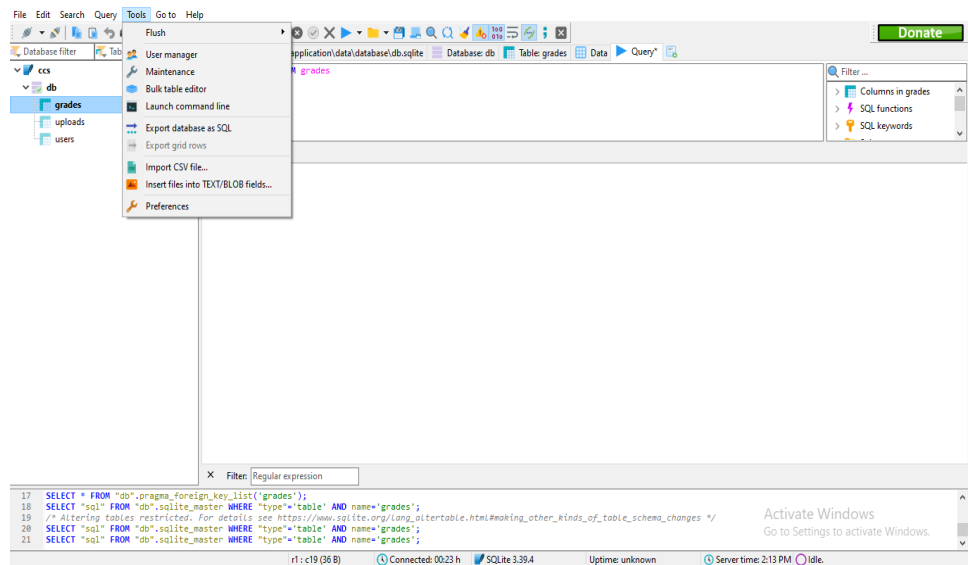 File Edit Search Query Tools Go to Help
Donate
Database filter
Tab
application\data\database\db.sqlite
Database: db
Table: grades
Data
Query*
ccs
db
grades
uploads
users
Flush
User manager
Maintenance
Bulk table editor
Launch command line
Export database as SQL
Export grid rows
Import CSV file...
Insert files into TEXT/BLOB fields...
Preferences
grades
Filter ...
Columns in grades
SQL functions
SQL keywords
Filter: Regular expression
17 SELECT * FROM "db".pragma_foreign_key_list('grades');
18 SELECT "sql" FROM "db".sqlite_master WHERE "type"='table' AND name='grades';
19 /* Altering tables restricted. For details see https://www.sqlite.org/lang_altertable.html#making_other_kinds_of_table_schema_changes */
20 SELECT "sql" FROM "db".sqlite_master WHERE "type"='table' AND name='grades';
21 SELECT "sql" FROM "db".sqlite_master WHERE "type"='table' AND name='grades';
Activate Windows
Go to Settings to activate Windows.
r1 : c19 (36 B)
Connected: 00:23 h
SQLite 3.39.4
Uptime: unknown
Server time: 2:13 PM
Idle.